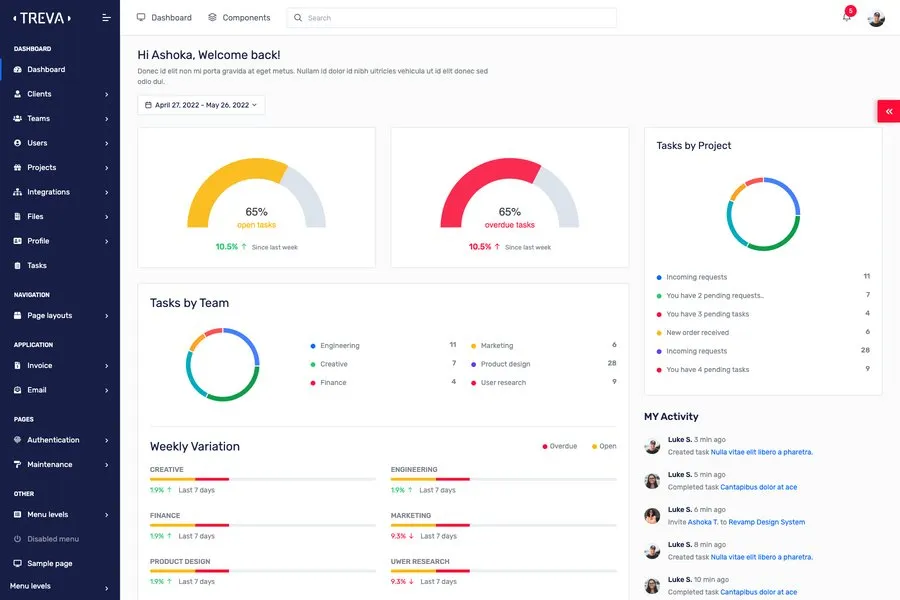 TREVA
DASHBOARD
Dashboard
Clients
Teams
Users
Projects
Integrations
Files
Profile
Tasks
NAVIGATION
Page layouts
APPLICATION
Invoice
Email
PAGES
Authentication
Maintenance
OTHER
Menu levels
Disabled menu
Sample page
Menu levels
Dashboard
Components
Search
5
Hi Ashoka, Welcome back!
Donec id elit non mi porta gravida at eget metus. Nullam id dolor id nibh ultricies vehicula ut id elit donec sed
odio dui.
April 27, 2022 - May 26, 2022
65%
open tasks
10.5% ↑ Since last week
65%
overdue tasks
10.5% ↑ Since last week
Tasks by Project
Incoming requests 11
You have 2 pending requests.. 7
You have 3 pending tasks 4
New order received 6
Incoming requests 28
You have 4 pending tasks 9
Tasks by Team
Engineering 11
Creative 7
Finance 4
Marketing 6
Product design 28
User research 9
Weekly Variation
Overdue Open
CREATIVE
1.9% ↑ Last 7 days
ENGINEERING
1.9% ↑ Last 7 days
FINANCE
1.9% ↑ Last 7 days
MARKETING
9.3% ↓ Last 7 days
PRODUCT DESIGN
1.9% ↑ Last 7 days
UWER RESEARCH
9.3% ↓ Last 7 days
MY Activity
Luke S. 3 min ago
Created task Nulla vitae elit libero a pharetra.
Luke S. 5 min ago
Completed task Cantapibus dolor at ace
Luke S. 6 min ago
Invite Ashoka T. to Revamp Design System
Luke S. 8 min ago
Created task Nulla vitae elit libero a pharetra.
Luke S. 10 min ago
Completed task Cantapibus dolor at ace